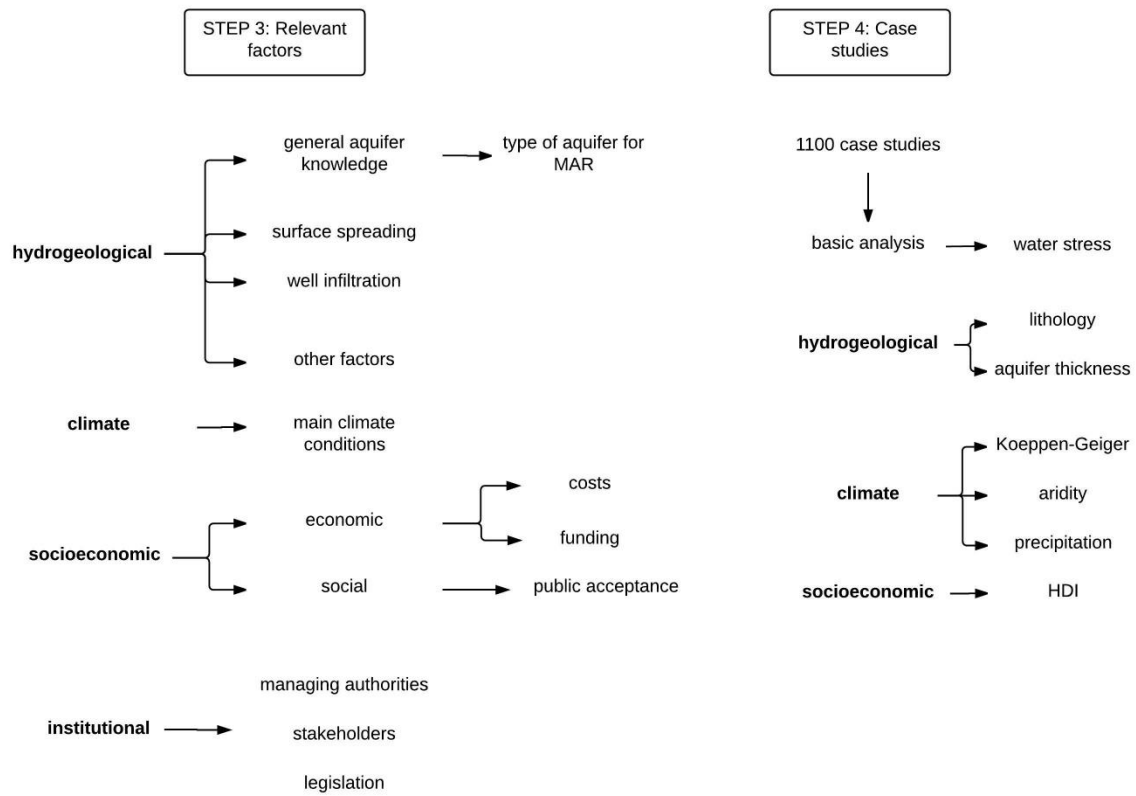 STEP 3: Relevant
factors
general aquifer
knowledge
type of aquifer for
MAR
hydrogeological
surface spreading
well infiltration
other factors
climate
main climate
conditions
socioeconomic
economic
costs
funding
social
public acceptance
institutional
managing authorities
stakeholders
legislation
STEP 4: Case
studies
1100 case studies
basic analysis
water stress
hydrogeological
lithology
aquifer thickness
climate
Koeppen-Geiger
aridity
precipitation
socioeconomic
HDI